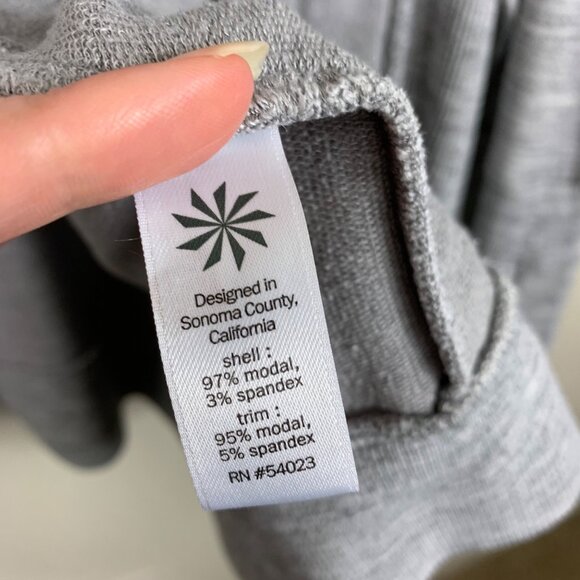 Designed in
Sonoma County,
California
shell :
97% modal,
3% spandex
trim :
95% modal,
5% spandex
RN #54023